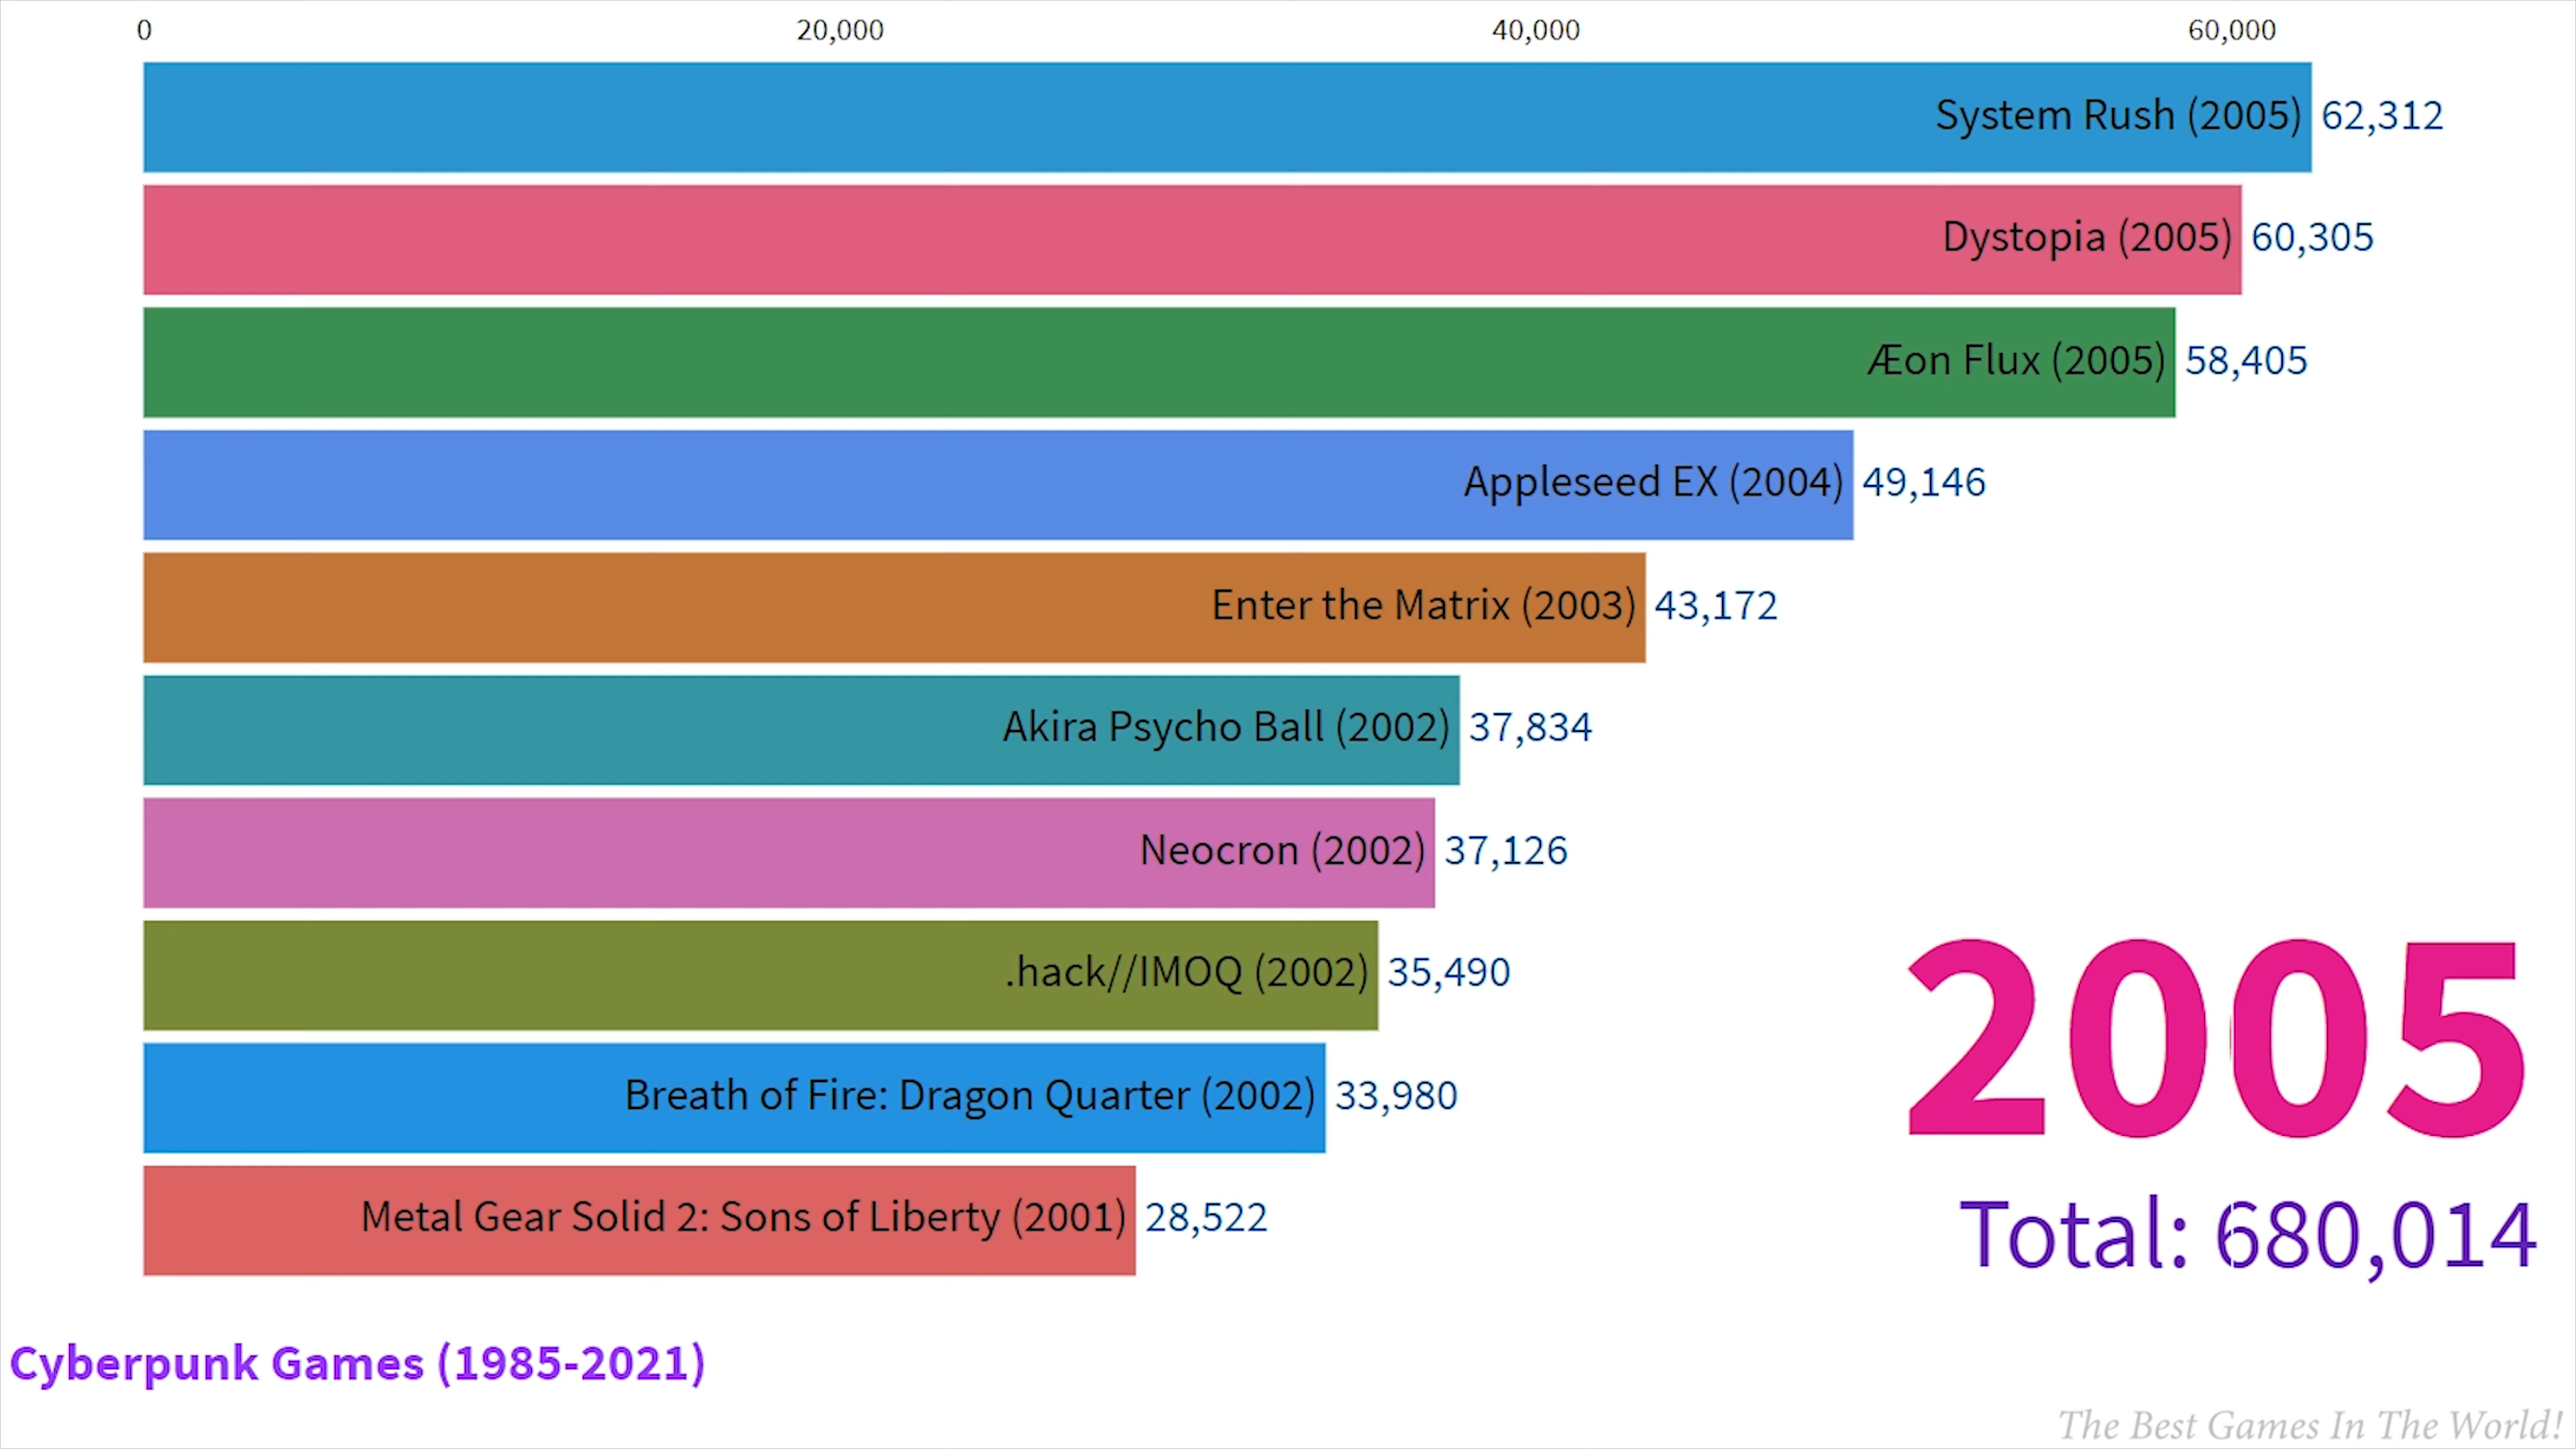 0 20,000 40,000 60,000
System Rush (2005) 62,312
Dystopia (2005) 60,305
Æon Flux (2005) 58,405
Appleseed EX (2004) 49,146
Enter the Matrix (2003) 43,172
Akira Psycho Ball (2002) 37,834
Neocron (2002) 37,126
.hack//IMOQ (2002) 35,490
Breath of Fire: Dragon Quarter (2002) 33,980
Metal Gear Solid 2: Sons of Liberty (2001) 28,522
2005
Total: 680,014
Cyberpunk Games (1985-2021)
The Best Games In The World!